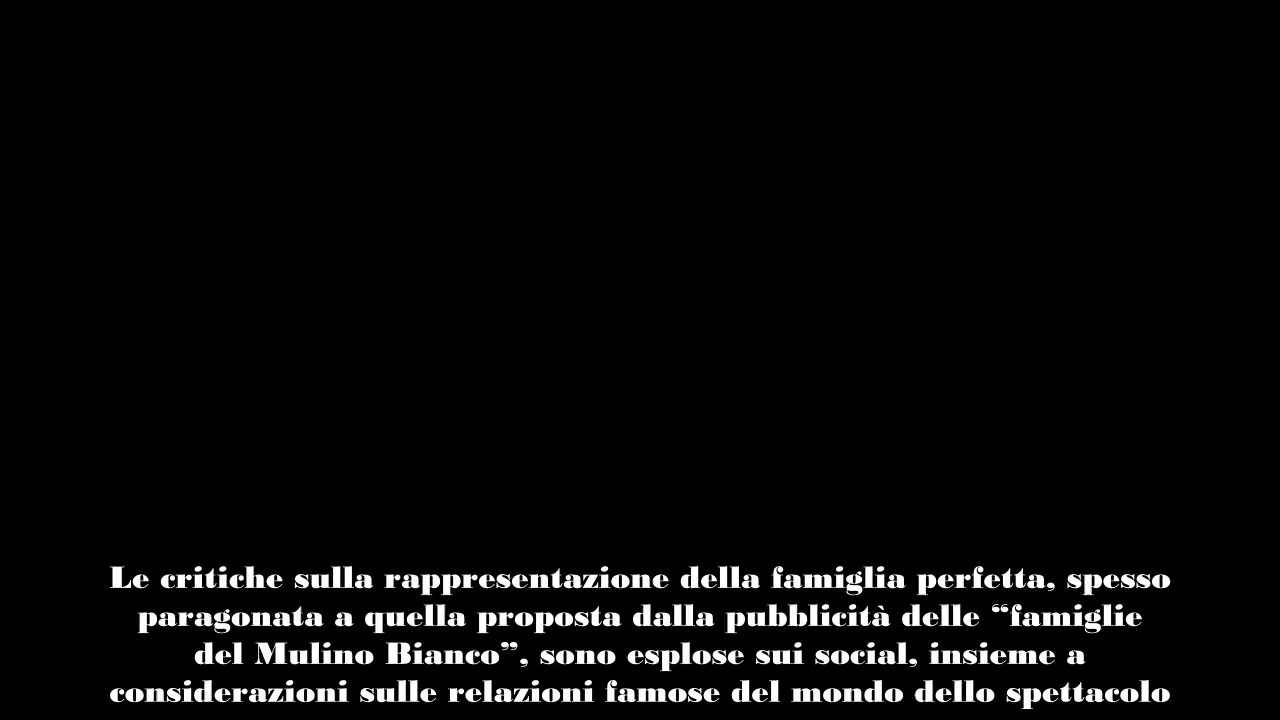 Le critiche sulla rappresentazione della famiglia perfetta, spesso
paragonata a quella proposta dalla pubblicità delle “famiglie
del Mulino Bianco”, sono esplose sui social, insieme a
considerazioni sulle relazioni famose del mondo dello spettacolo